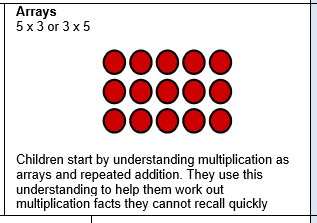 Arrays
5 x 3 or 3 x 5
Children start by understanding multiplication as
arrays and repeated addition. They use this
understanding to help them work out
multiplication facts they cannot recall quickly